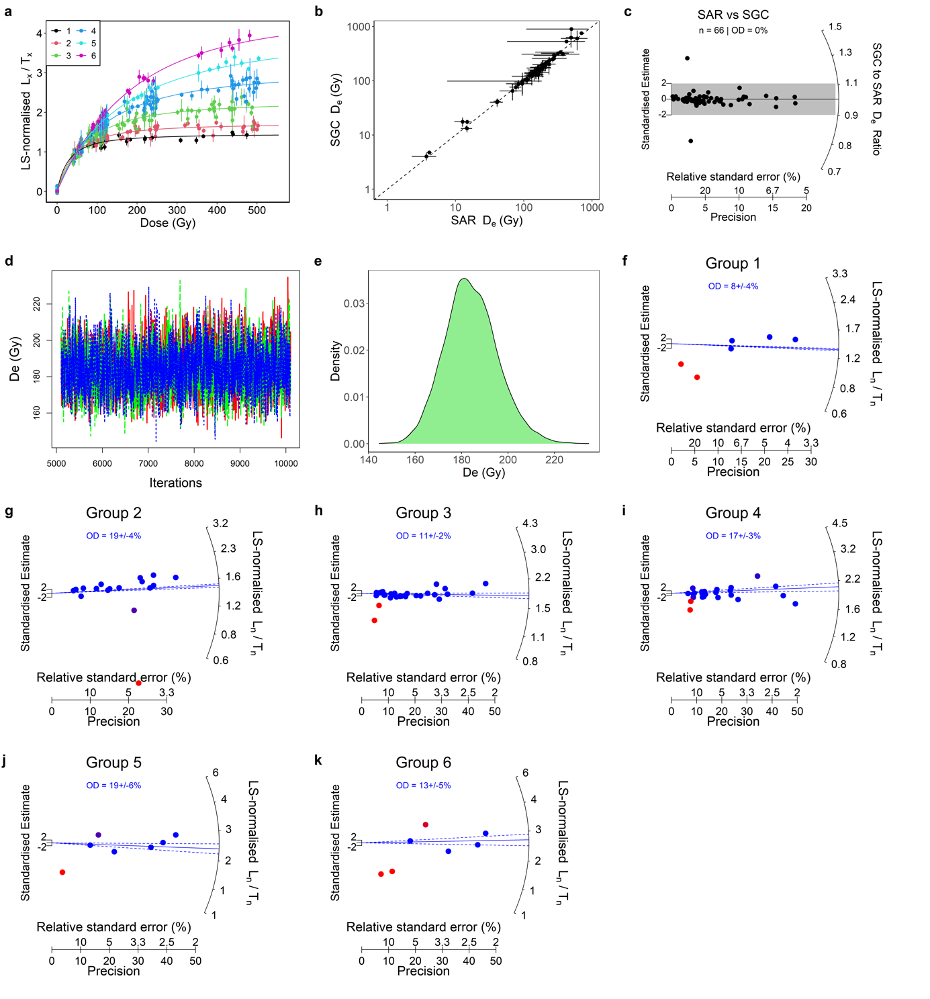 a
LS-normalised Lx / Tx
4
3
2
1
0
1 4
2 5
3 6
0 100 200 300 400 500
Dose (Gy)
b
SGC De (Gy)
1000
100
10
1
1 10 100 1000
SAR De (Gy)
c
SAR vs SGC
n = 66 | OD = 0%
Standardised Estimate
2
0
-2
1.5
1.3
1.1
0.9
0.8
0.7
SGC to SAR De Ratio
Relative standard error (%)
20 10 6.7 5
0 5 10 15 20
Precision
d
De (Gy)
220
200
180
160
5000 6000 7000 8000 9000 10000
Iterations
e
Density
0.03
0.02
0.01
0.00
140 160 180 200 220
De (Gy)
f
Group 1
OD = 8+/-4%
Standardised Estimate
2
-2
3.3
2.4
1.7
1.2
0.8
0.6
LS-normalised Ln / Tn
Relative standard error (%)
20 10 6.7 5 4 3.3
0 5 10 15 20 25 30
Precision
g
Group 2
OD = 19+/-4%
Standardised Estimate
2
-2
3.2
2.3
1.6
1.2
0.8
0.6
LS-normalised Ln / Tn
Relative standard error (%)
10 5 3.3
0 10 20 30
Precision
h
Group 3
OD = 11+/-2%
Standardised Estimate
2
-2
4.3
3.0
2.2
1.5
1.1
0.8
LS-normalised Ln / Tn
Relative standard error (%)
10 5 3.3 2.5 2
0 10 20 30 40 50
Precision
i
Group 4
OD = 17+/-3%
Standardised Estimate
2
-2
4.5
3.2
2.2
1.6
1.2
0.8
LS-normalised Ln / Tn
Relative standard error (%)
10 5 3.3 2.5 2
0 10 20 30 40 50
Precision
j
Group 5
OD = 19+/-6%
Standardised Estimate
2
-2
6
4
3
2
1
1
LS-normalised Ln / Tn
Relative standard error (%)
10 5 3.3 2.5 2
0 10 20 30 40 50
Precision
k
Group 6
OD = 13+/-5%
Standardised Estimate
2
-2
6
4
3
2
1
1
LS-normalised Ln / Tn
Relative standard error (%)
10 5 3.3 2.5 2
0 10 20 30 40 50
Precision